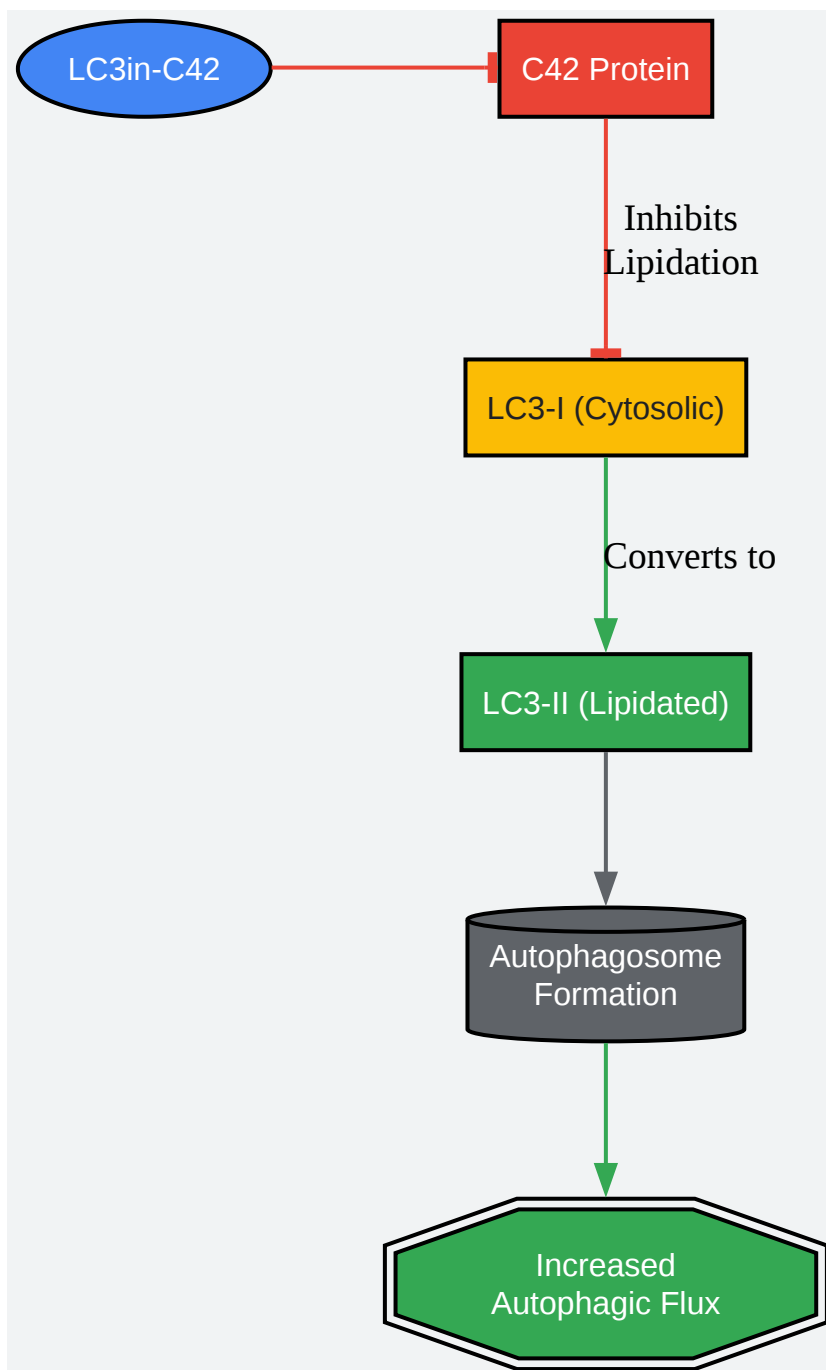 LC3in-C42
C42 Protein
Inhibits
Lipidation
LC3-I (Cytosolic)
Converts to
LC3-II (Lipidated)
Autophagosome
Formation
Increased
Autophagic Flux